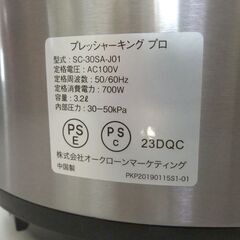 プレッシャーキング プロ
型式：SC-30SA-J01
定格電圧：AC100V
定格周波数：50/60Hz
定格消費電力：700W
容量：3.2ℓ
内部圧力：30−50kPa
PS
E
PS
C
23DQC
株式会社オークローンマーケティング
中国製
PKP20190115S1-01